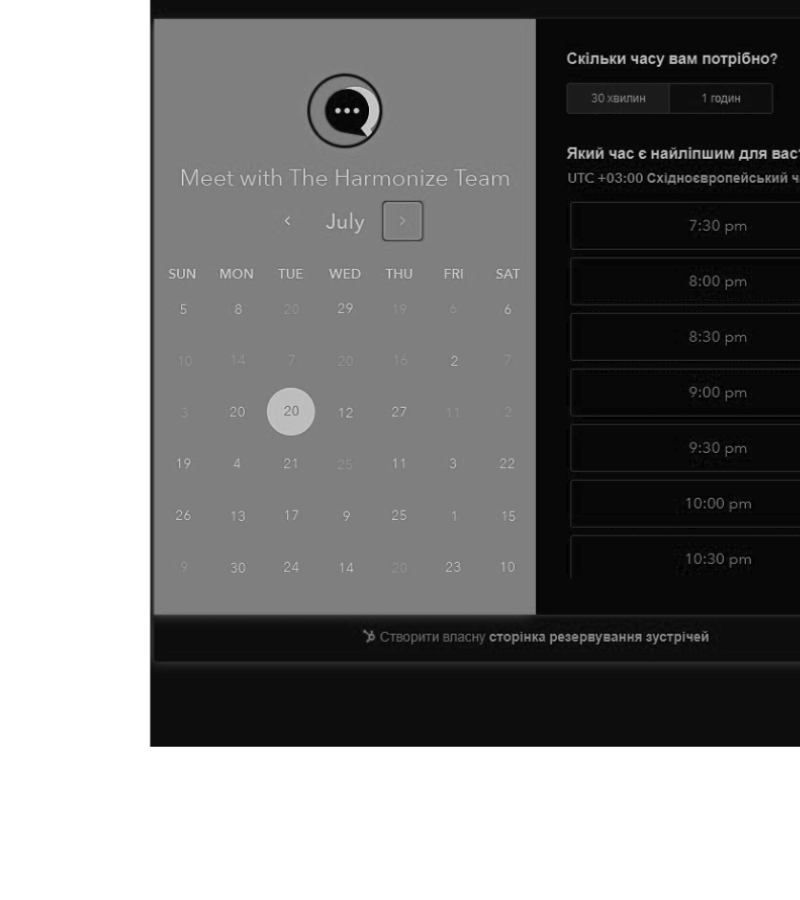 Meet with The Harmonize Team
July
SUN MON TUE WED THU FRI SAT
5 8 20 29 19 6 6
10 14 7 20 16 2 7
3 20 20 12 27 11 2
19 4 21 25 11 3 22
26 13 17 9 25 1 15
9 30 24 14 20 23 10
Скільки часу вам потрібно?
30 хвилин 1 годин
Який час є найліпшим для вас
UTC +03:00 Східноєвропейський
7:30 pm
8:00 pm
8:30 pm
9:00 pm
9:30 pm
10:00 pm
10:30 pm
Створити власну сторінка резервування зустрічей